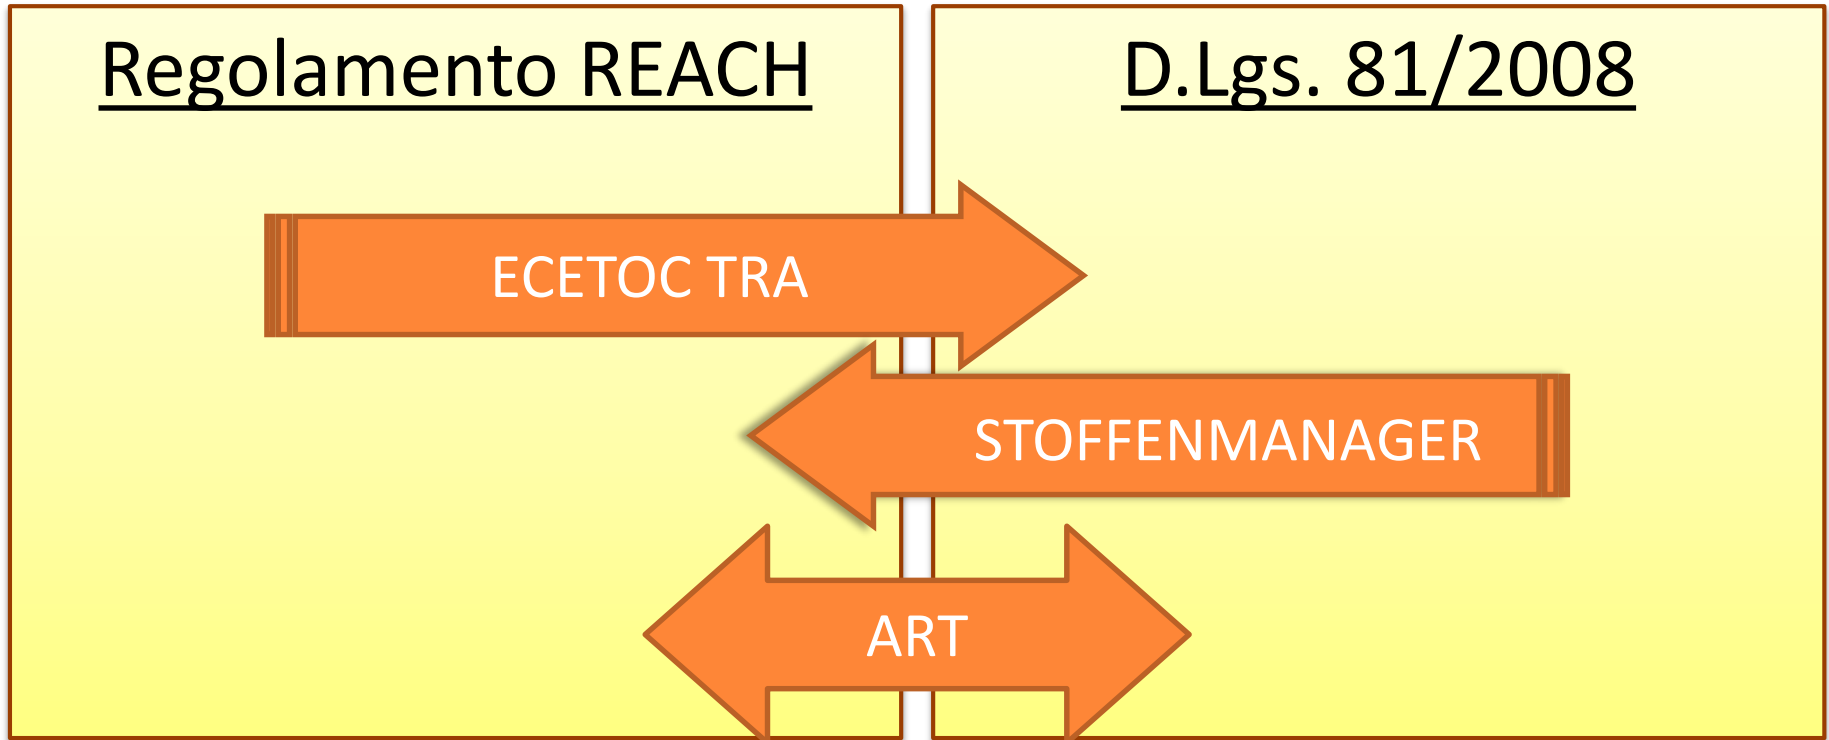 Regolamento REACH
D.Lgs. 81/2008
ECETOC TRA
STOFFENMANAGER
ART